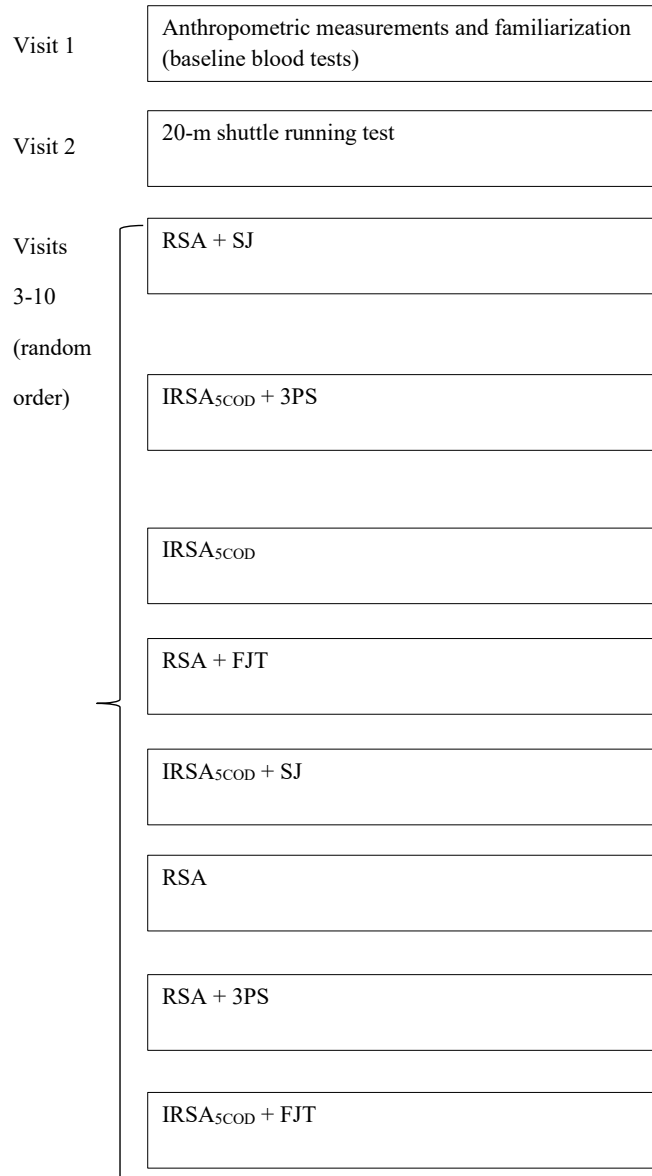 Visit 1
Anthropometric measurements and familiarization
(baseline blood tests)
Visit 2
20-m shuttle running test
Visits
3-10
(random
order)
RSA + SJ
IRSA5COD + 3PS
IRSA5COD
RSA + FJT
IRSA5COD + SJ
RSA
RSA + 3PS
IRSA5COD + FJT